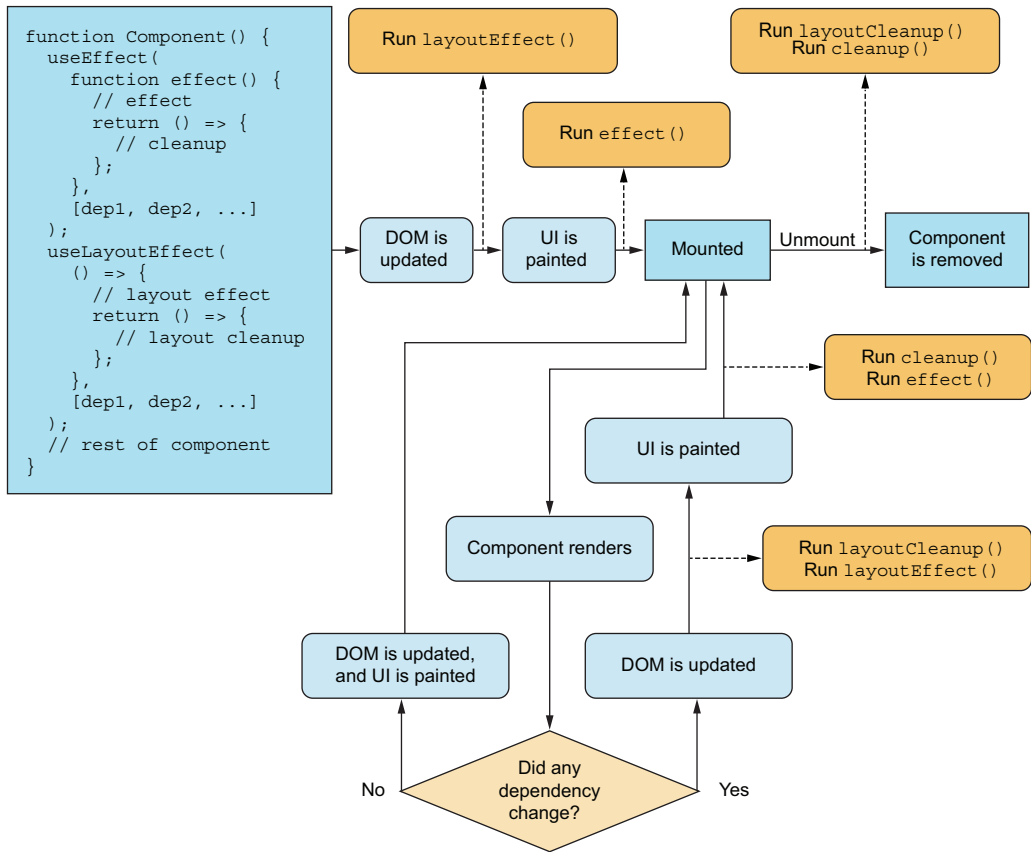 function Component() {
  useEffect(
    function effect() {
      // effect
      return () => {
        // cleanup
      };
    },
    [dep1, dep2, ...]
  );
  useLayoutEffect(
    () => {
      // layout effect
      return () => {
        // layout cleanup
      };
    },
    [dep1, dep2, ...]
  );
  // rest of component
}
Run layoutEffect()
Run layoutCleanup()
Run cleanup()
Run effect()
DOM is
updated
UI is
painted
Mounted
Unmount
Component
is removed
Run cleanup()
Run effect()
UI is painted
Component renders
Run layoutCleanup()
Run layoutEffect()
DOM is updated,
and UI is painted
DOM is updated
No
Did any
dependency
change?
Yes